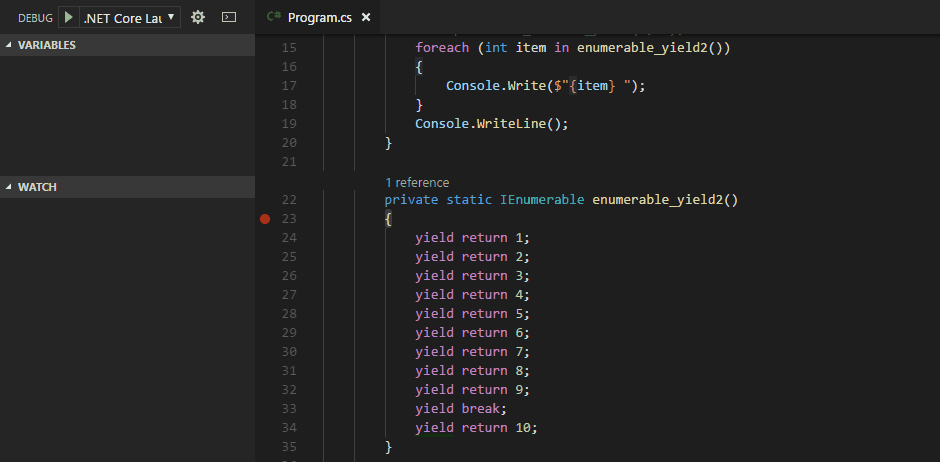 DEBUG .NET Core Lau
C# Program.cs
VARIABLES
WATCH
15 foreach (int item in enumerable_yield2())
16 {
17 Console.Write($"{item} ");
18 }
19 Console.WriteLine();
20 }
21
1 reference
22 private static IEnumerable enumerable_yield2()
23 {
24 yield return 1;
25 yield return 2;
26 yield return 3;
27 yield return 4;
28 yield return 5;
29 yield return 6;
30 yield return 7;
31 yield return 8;
32 yield return 9;
33 yield break;
34 yield return 10;
35 }